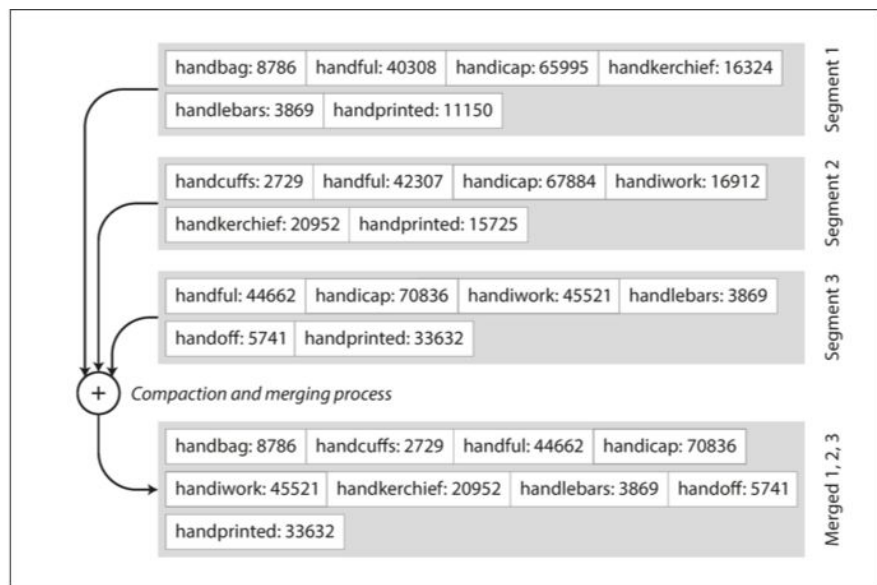 handbag: 8786 handful: 40308 handicap: 65995 handkerchief: 16324
handlebars: 3869 handprinted: 11150
Segment 1
handcuffs: 2729 handful: 42307 handicap: 67884 handiwork: 16912
handkerchief: 20952 handprinted: 15725
Segment 2
handful: 44662 handicap: 70836 handiwork: 45521 handlebars: 3869
handoff: 5741 handprinted: 33632
Segment 3
+ Compaction and merging process
handbag: 8786 handcuffs: 2729 handful: 44662 handicap: 70836
handiwork: 45521 handkerchief: 20952 handlebars: 3869 handoff: 5741
handprinted: 33632
Merged 1, 2, 3